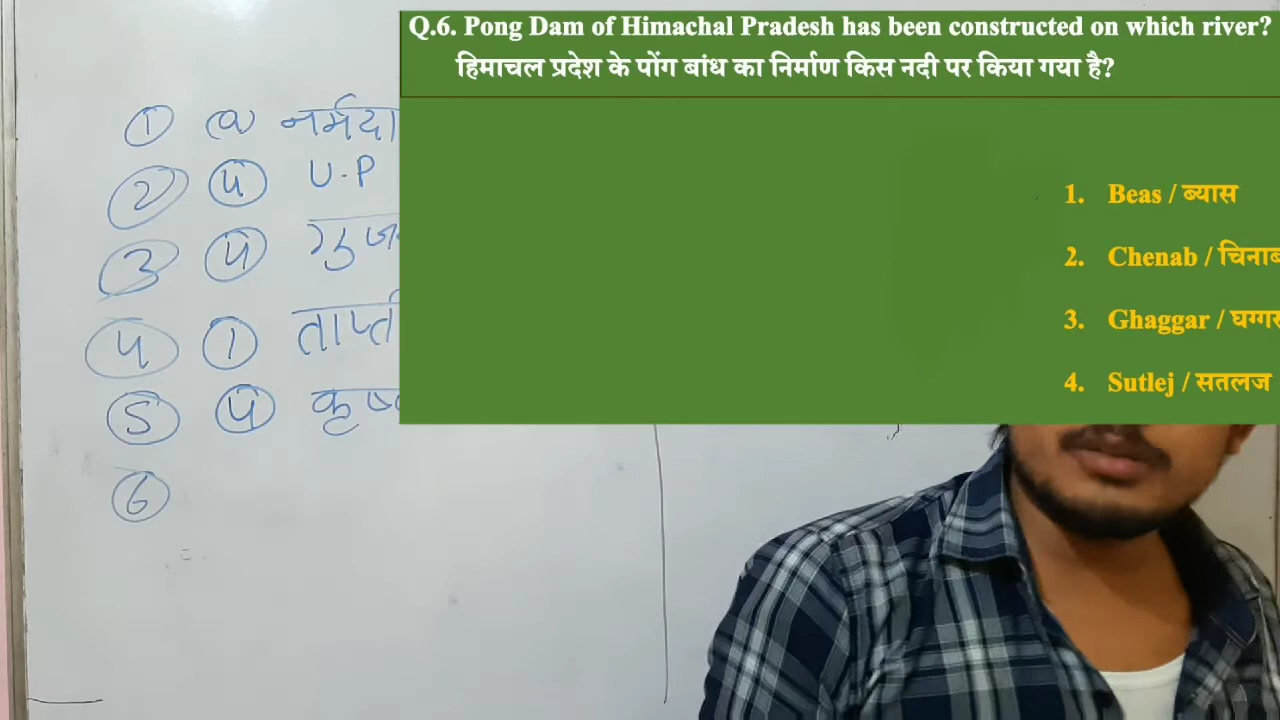 Q.6. Pong Dam of Himachal Pradesh has been constructed on which river?
हिमाचल प्रदेश के पोंग बांध का निर्माण किस नदी पर किया गया है?
1. Beas / ब्यास
2. Chenab / चिनाब
3. Ghaggar / घग्गर
4. Sutlej / सतलज
1 (a) नर्मदा
2 4 U.P
3 4 गुज
4 1 ताप्त
5 4 कृष्
6